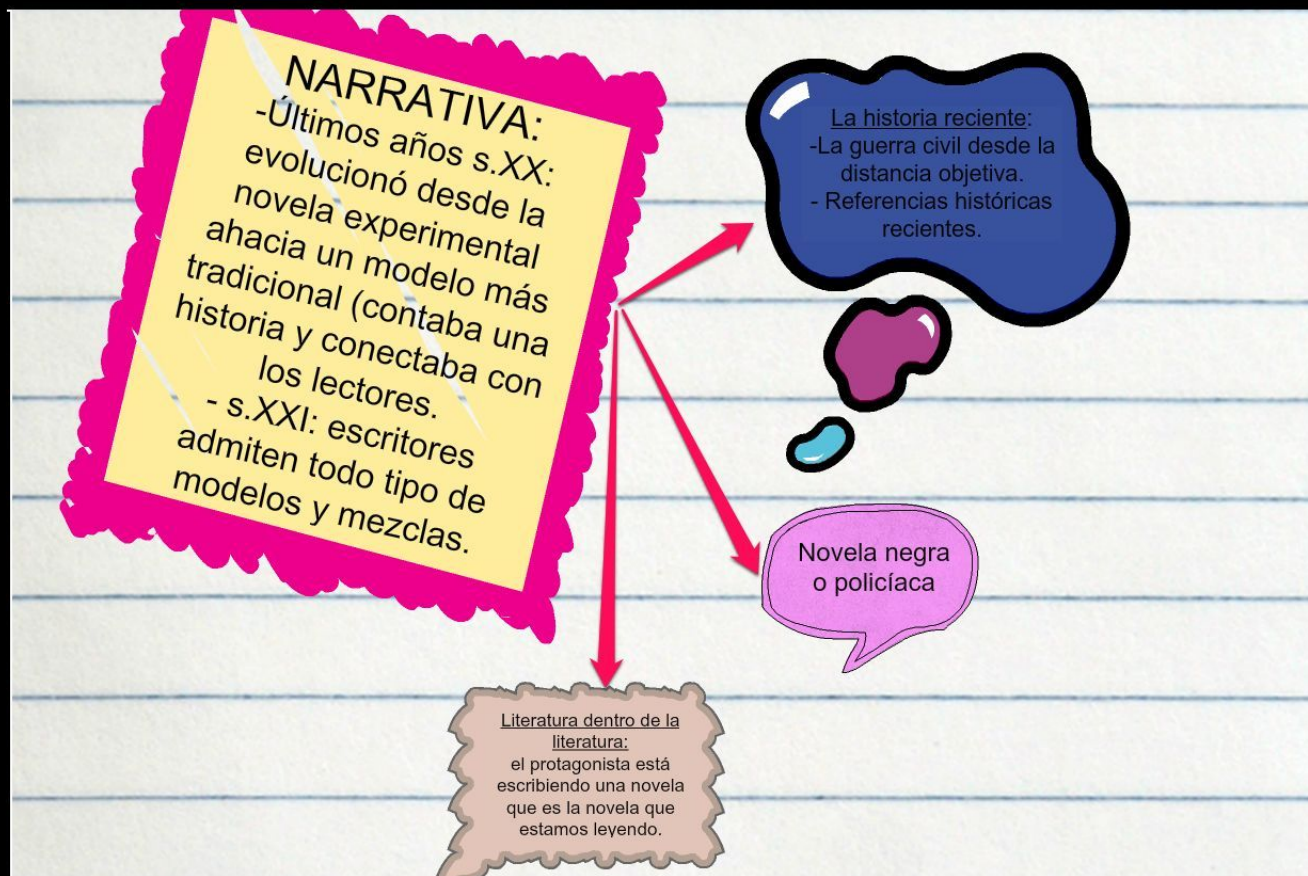 NARRATIVA:
-Últimos años s.XX:
evolucionó desde la
novela experimental
ahacia un modelo más
tradicional (contaba una
historia y conectaba con
los lectores.
- s.XXI: escritores
admiten todo tipo de
modelos y mezclas.
La historia reciente:
-La guerra civil desde la
distancia objetiva.
- Referencias históricas
recientes.
Novela negra
o policíaca
Literatura dentro de la
literatura:
el protagonista está
escribiendo una novela
que es la novela que
estamos leyendo.